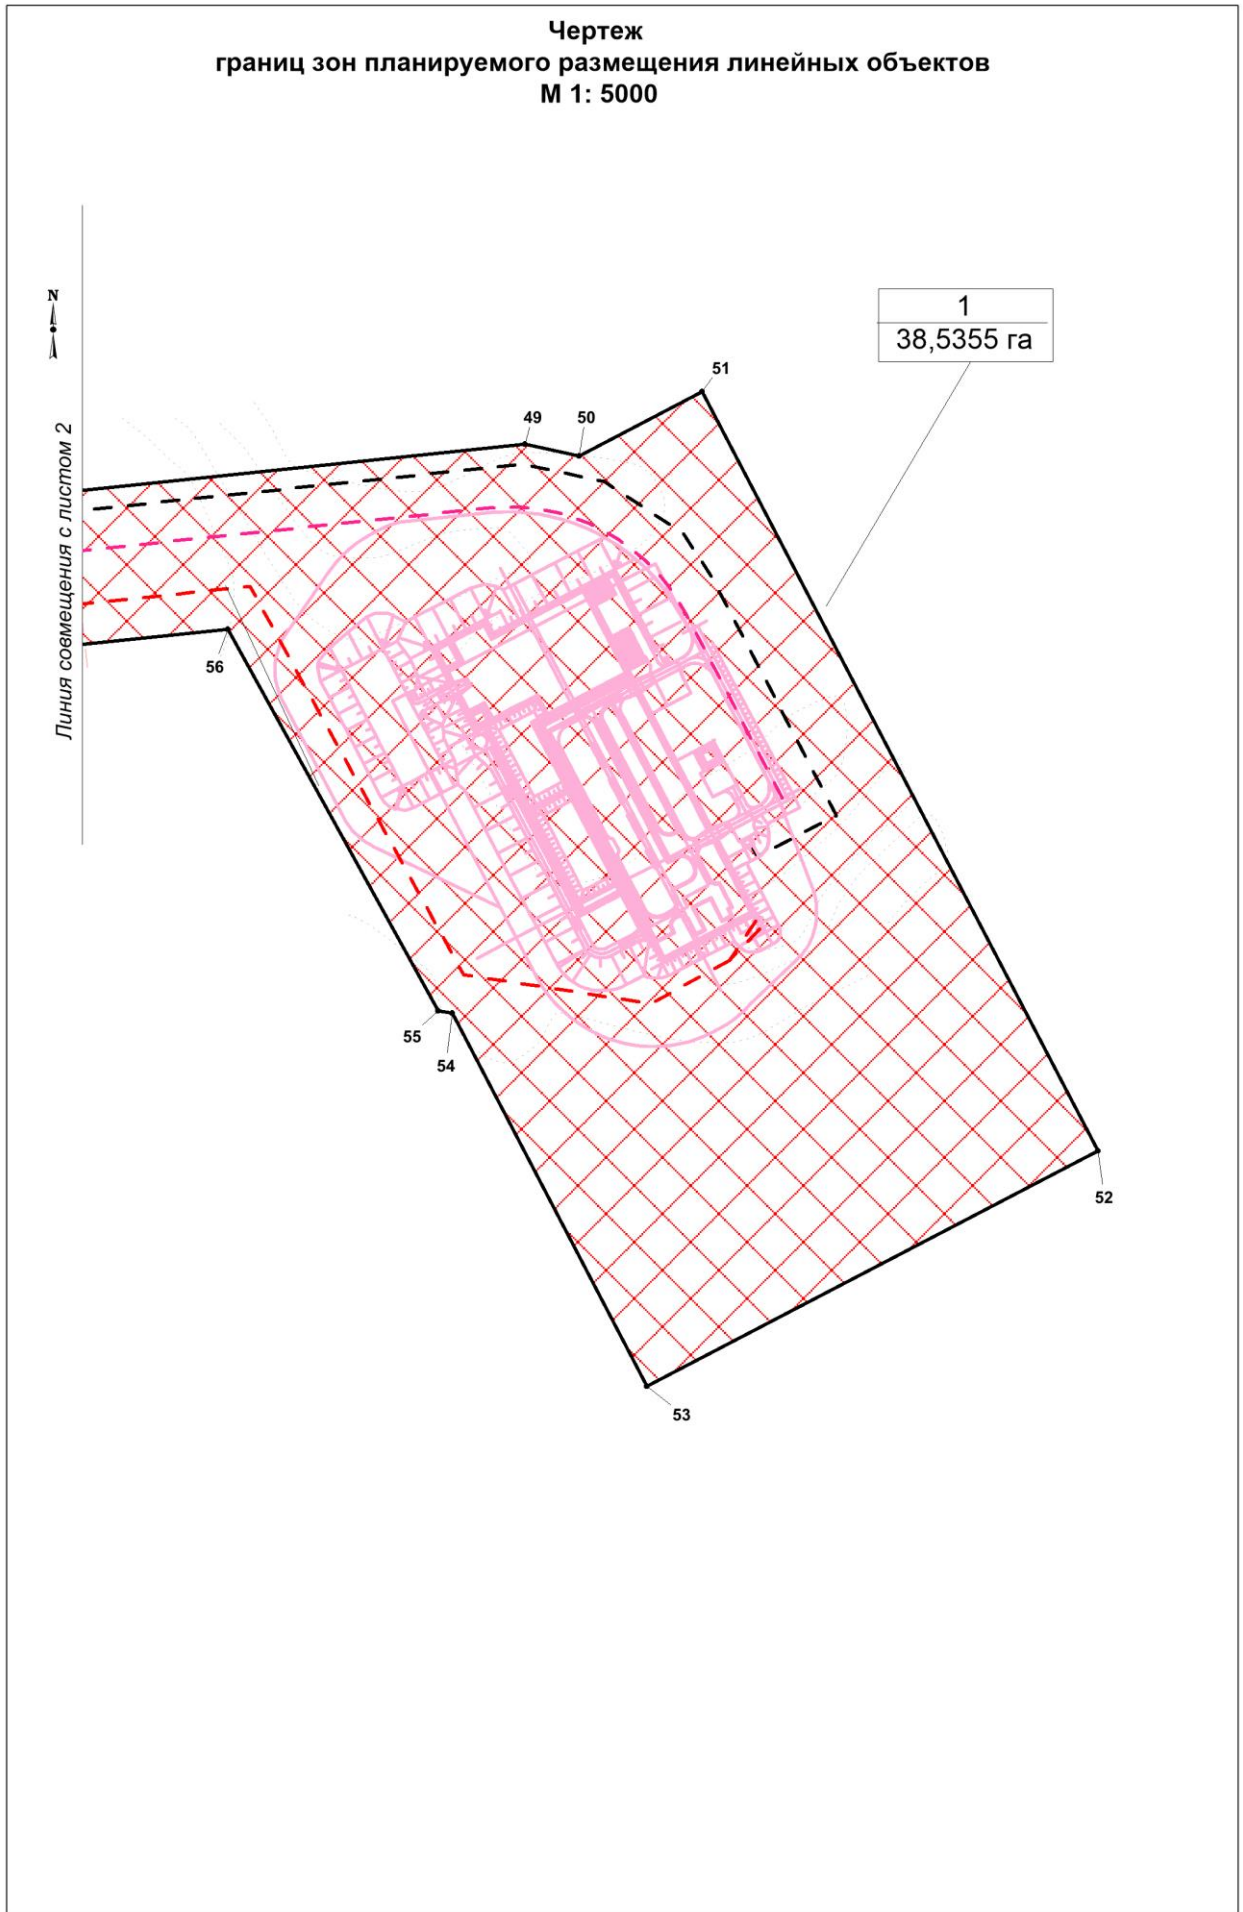 Чертеж
границ зон планируемого размещения линейных объектов
М 1: 5000
N
Линия совмещения с листом 2
1
38,5355 га
51
49
50
56
55
54
52
53